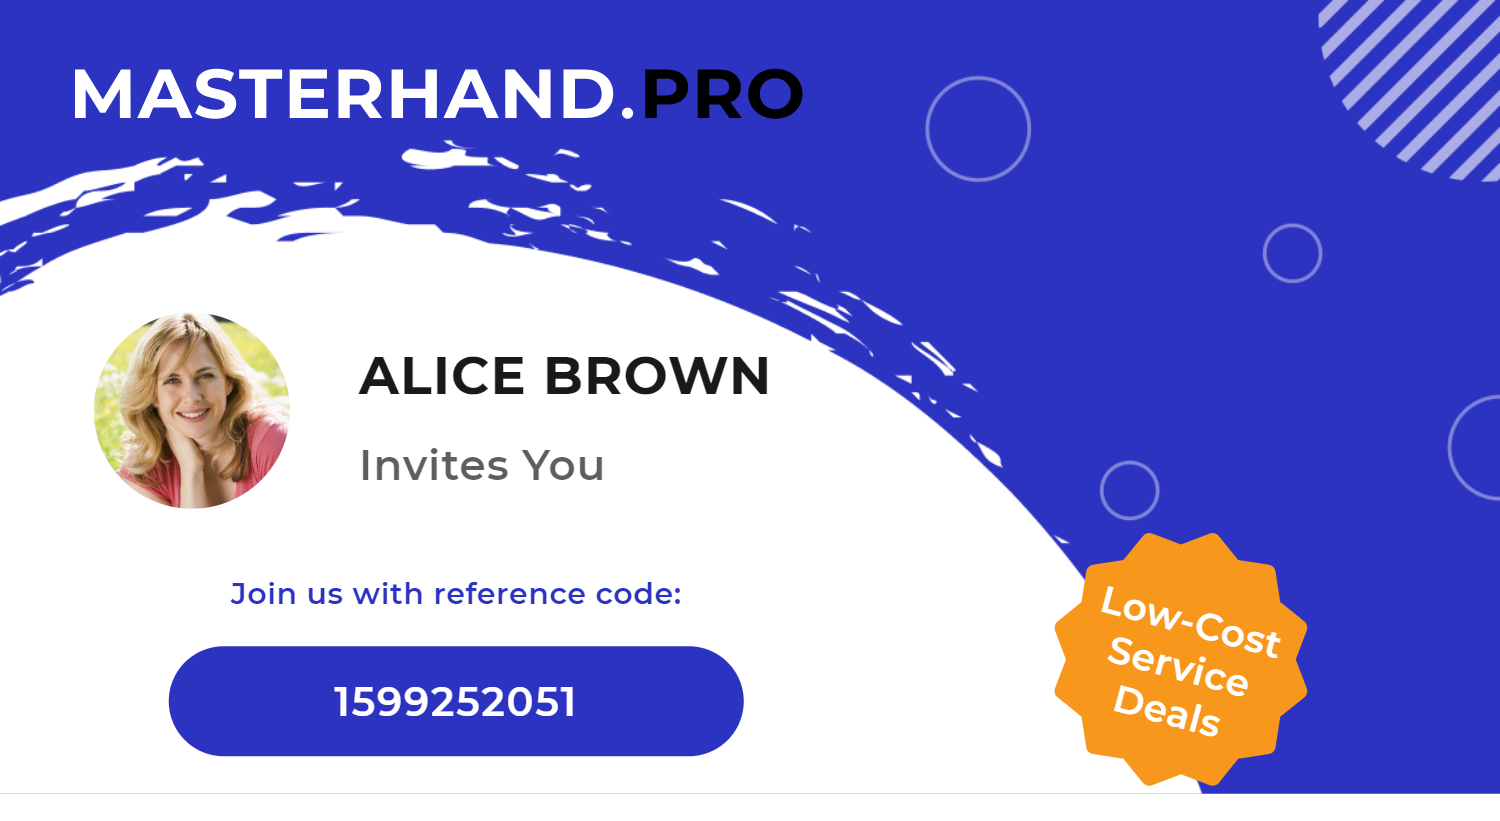 MASTERHAND.PRO
ALICE BROWN
Invites You
Join us with reference code:
1599252051
Low-Cost
Service
Deals